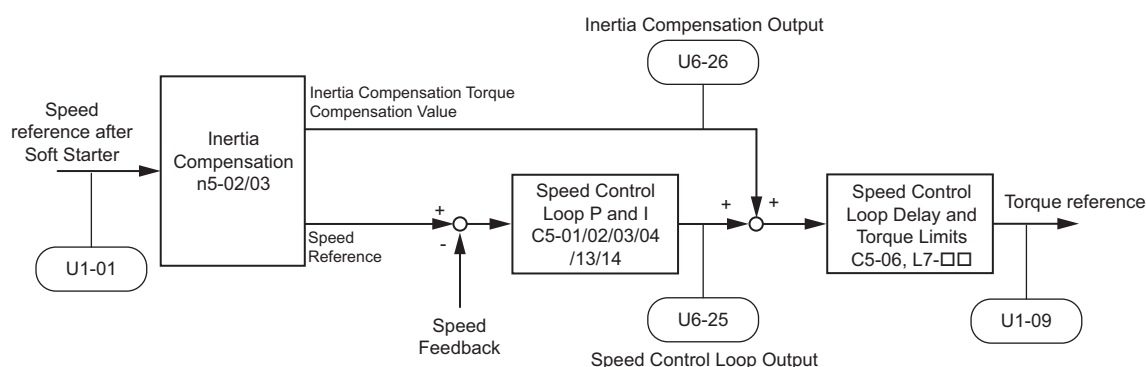 Inertia Compensation Output
U6-26
Speed
reference after
Soft Starter
U1-01
Inertia
Compensation
n5-02/03
Inertia Compensation Torque
Compensation Value
+
-
Speed
Reference
Speed
Feedback
Speed Control
Loop P and I
C5-01/02/03/04
/13/14
+
+
U6-25
Speed Control Loop Output
Speed Control
Loop Delay and
Torque Limits
C5-06, L7-□□
Torque reference
U1-09